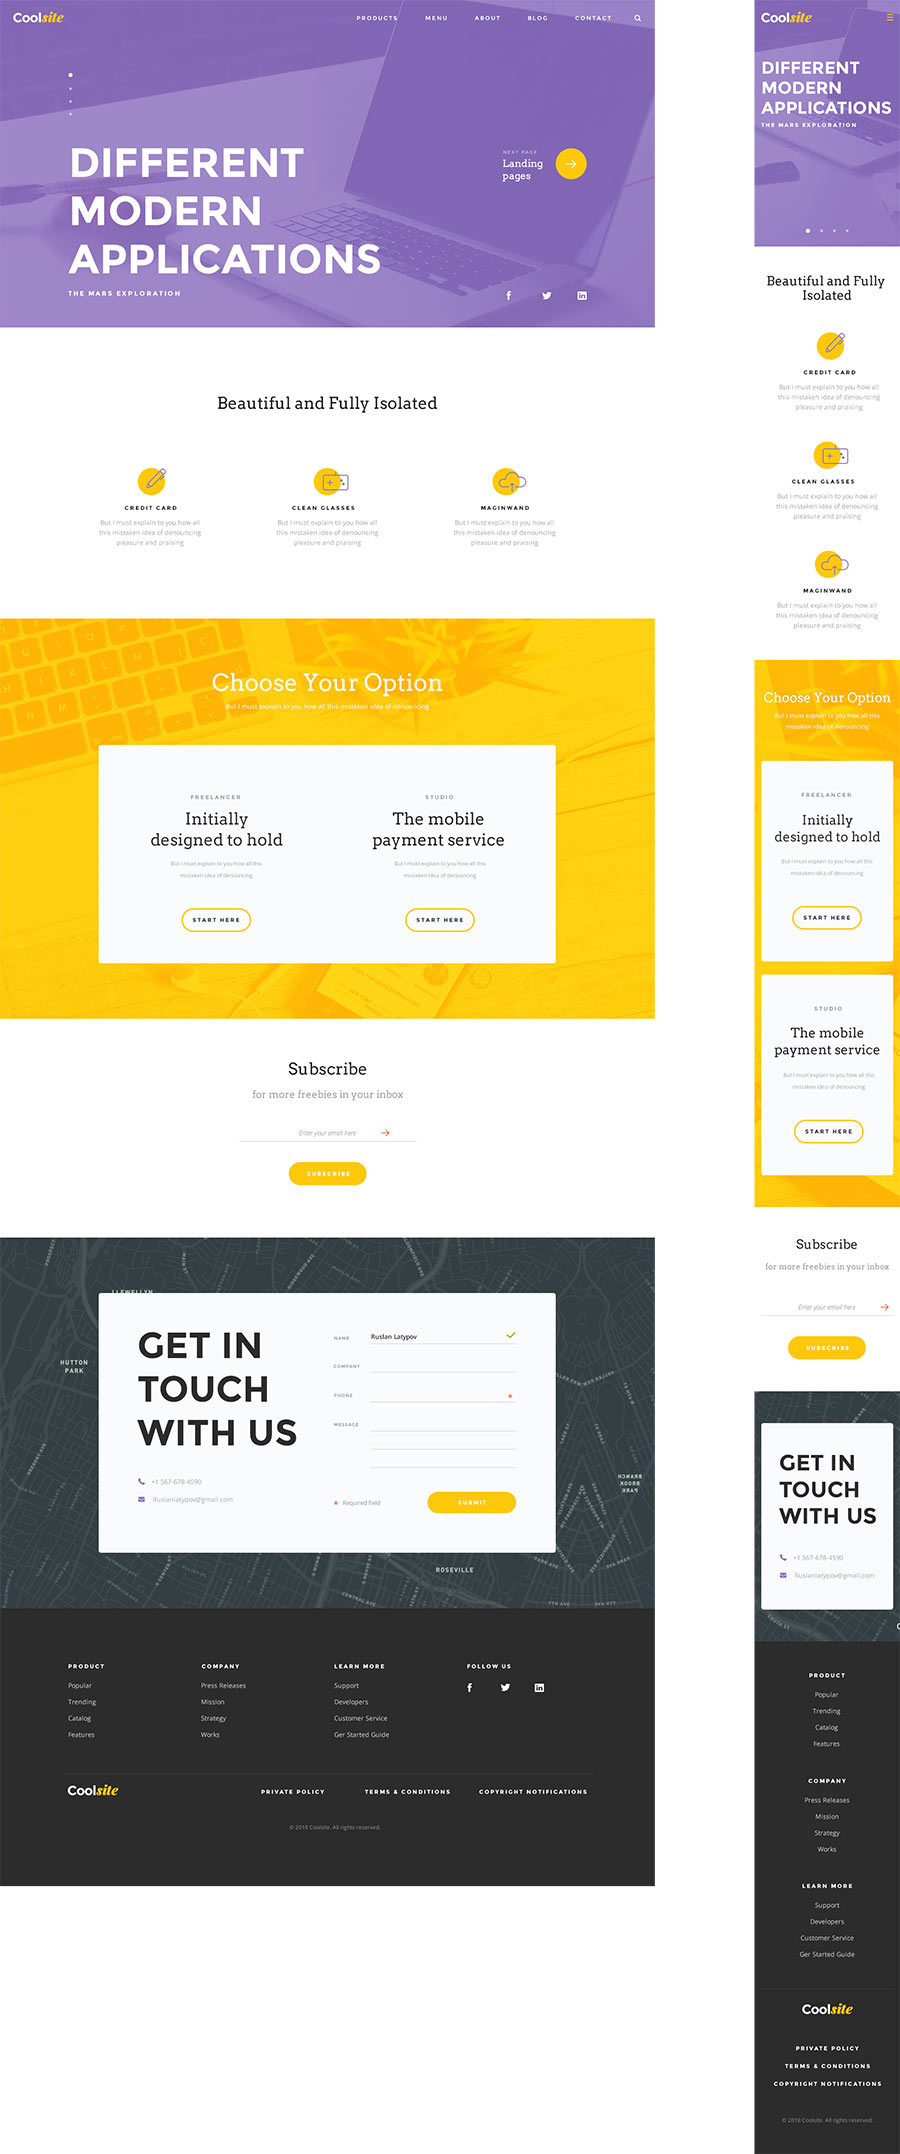 Coolsite
PRODUCTS MENU ABOUT BLOG CONTACT
DIFFERENT
MODERN
APPLICATIONS
THE MARS EXPLORATION
NEXT PAGE
Landing
pages
Beautiful and Fully Isolated
CREDIT CARD
But I must explain to you how all
this mistaken idea of denouncing
pleasure and praising
CLEAN GLASSES
But I must explain to you how all
this mistaken idea of denouncing
pleasure and praising
MAGINWAND
But I must explain to you how all
this mistaken idea of denouncing
pleasure and praising
Choose Your Option
But I must explain to you how all this mistaken idea of denouncing
FREELANCER
Initially
designed to hold
But I must explain to you how all this
mistaken idea of denouncing
START HERE
STUDIO
The mobile
payment service
But I must explain to you how all this
mistaken idea of denouncing
START HERE
Subscribe
for more freebies in your inbox
Enter your email here
SUBSCRIBE
LLEWELLYN
HUTTON
PARK
BRANCH
BROOK
PARK
ROSEVILLE
GET IN
TOUCH
WITH US
+1 567-678-4590
Ruslanlatypov@gmail.com
NAME Ruslan Latypov
COMPANY
PHONE *
MESSAGE
* Required field
SUBMIT
PRODUCT
Popular
Trending
Catalog
Features
COMPANY
Press Releases
Mission
Strategy
Works
LEARN MORE
Support
Developers
Customer Service
Ger Started Guide
FOLLOW US
Coolsite
PRIVATE POLICY TERMS & CONDITIONS COPYRIGHT NOTIFICATIONS
© 2018 Coolsite. All rights reserved.
Coolsite
DIFFERENT
MODERN
APPLICATIONS
THE MARS EXPLORATION
Beautiful and Fully
Isolated
CREDIT CARD
But I must explain to you how all
this mistaken idea of denouncing
pleasure and praising
CLEAN GLASSES
But I must explain to you how all
this mistaken idea of denouncing
pleasure and praising
MAGINWAND
But I must explain to you how all
this mistaken idea of denouncing
pleasure and praising
Choose Your Option
But I must explain to you how all this
mistaken idea of denouncing
FREELANCER
Initially
designed to hold
But I must explain to you how all this
mistaken idea of denouncing
START HERE
STUDIO
The mobile
payment service
But I must explain to you how all this
mistaken idea of denouncing
START HERE
Subscribe
for more freebies in your inbox
Enter your email here
SUBSCRIBE
GET IN
TOUCH
WITH US
+1 567-678-4590
Ruslanlatypov@gmail.com
PRODUCT
Popular
Trending
Catalog
Features
COMPANY
Press Releases
Mission
Strategy
Works
LEARN MORE
Support
Developers
Customer Service
Ger Started Guide
Coolsite
PRIVATE POLICY
TERMS & CONDITIONS
COPYRIGHT NOTIFICATIONS
© 2018 Coolsite. All rights reserved.